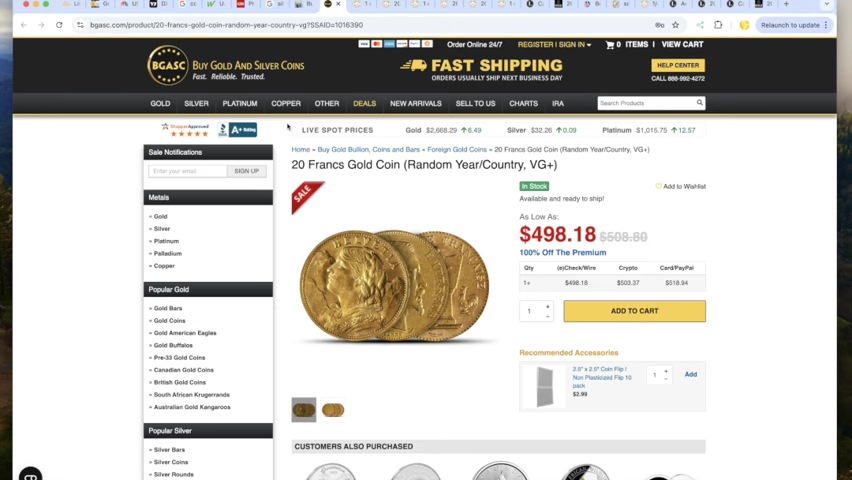 bgasc.com/product/20-francs-gold-coin-random-year-country-vg?SSAID=1016390
Relaunch to update
Order Online 24/7
REGISTER | SIGN IN
0 ITEMS | VIEW CART
BGASC
BUY GOLD AND SILVER COINS
Fast. Reliable. Trusted.
FAST SHIPPING
ORDERS USUALLY SHIP NEXT BUSINESS DAY
HELP CENTER
CALL 888-992-4272
GOLD SILVER PLATINUM COPPER OTHER DEALS NEW ARRIVALS SELL TO US CHARTS IRA
Search Products
Shopper Approved
BBB A+ Rating
LIVE SPOT PRICES Gold $2,668.29 6.49 Silver $32.26 0.09 Platinum $1,015.75 12.57
Home » Buy Gold Bullion, Coins and Bars » Foreign Gold Coins » 20 Francs Gold Coin (Random Year/Country, VG+)
20 Francs Gold Coin (Random Year/Country, VG+)
Sale Notifications
Enter your email
SIGN UP
Metals
» Gold
» Silver
» Platinum
» Palladium
» Copper
Popular Gold
» Gold Bars
» Gold Coins
» Gold American Eagles
» Gold Buffalos
» Pre-33 Gold Coins
» Canadian Gold Coins
» British Gold Coins
» South African Krugerrands
» Australian Gold Kangaroos
Popular Silver
» Silver Bars
» Silver Coins
» Silver Rounds
SALE
HELVETIA
In Stock
Add to Wishlist
Available and ready to ship!
As Low As:
$498.18 $508.80
100% Off The Premium
Qty (e)Check/Wire Crypto Card/PayPal
1+ $498.18 $503.37 $518.94
1
+
-
ADD TO CART
Recommended Accessories
2.0" x 2.0" Coin Flip /
Non Plasticized Flip 10
pack
$2.99
1
+
-
Add
CUSTOMERS ALSO PURCHASED